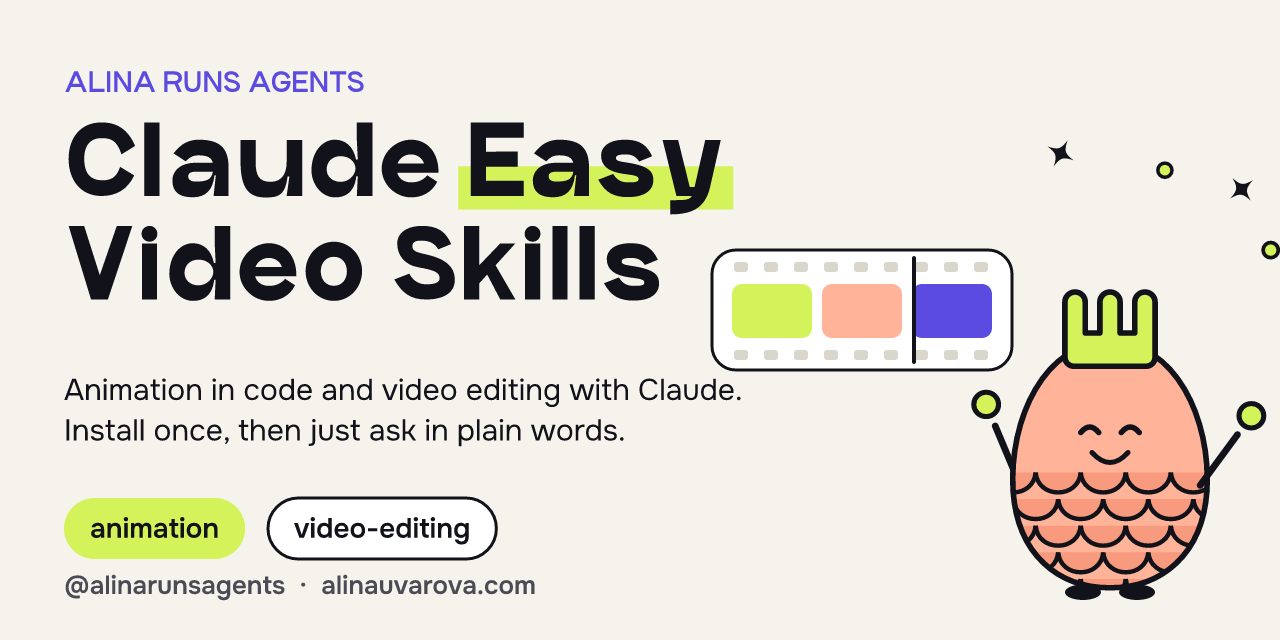 ALINA RUNS AGENTS
Claude Easy
Video Skills
Animation in code and video editing with Claude.
Install once, then just ask in plain words.
animation video-editing
@alinarunsagents · alinauvarova.com